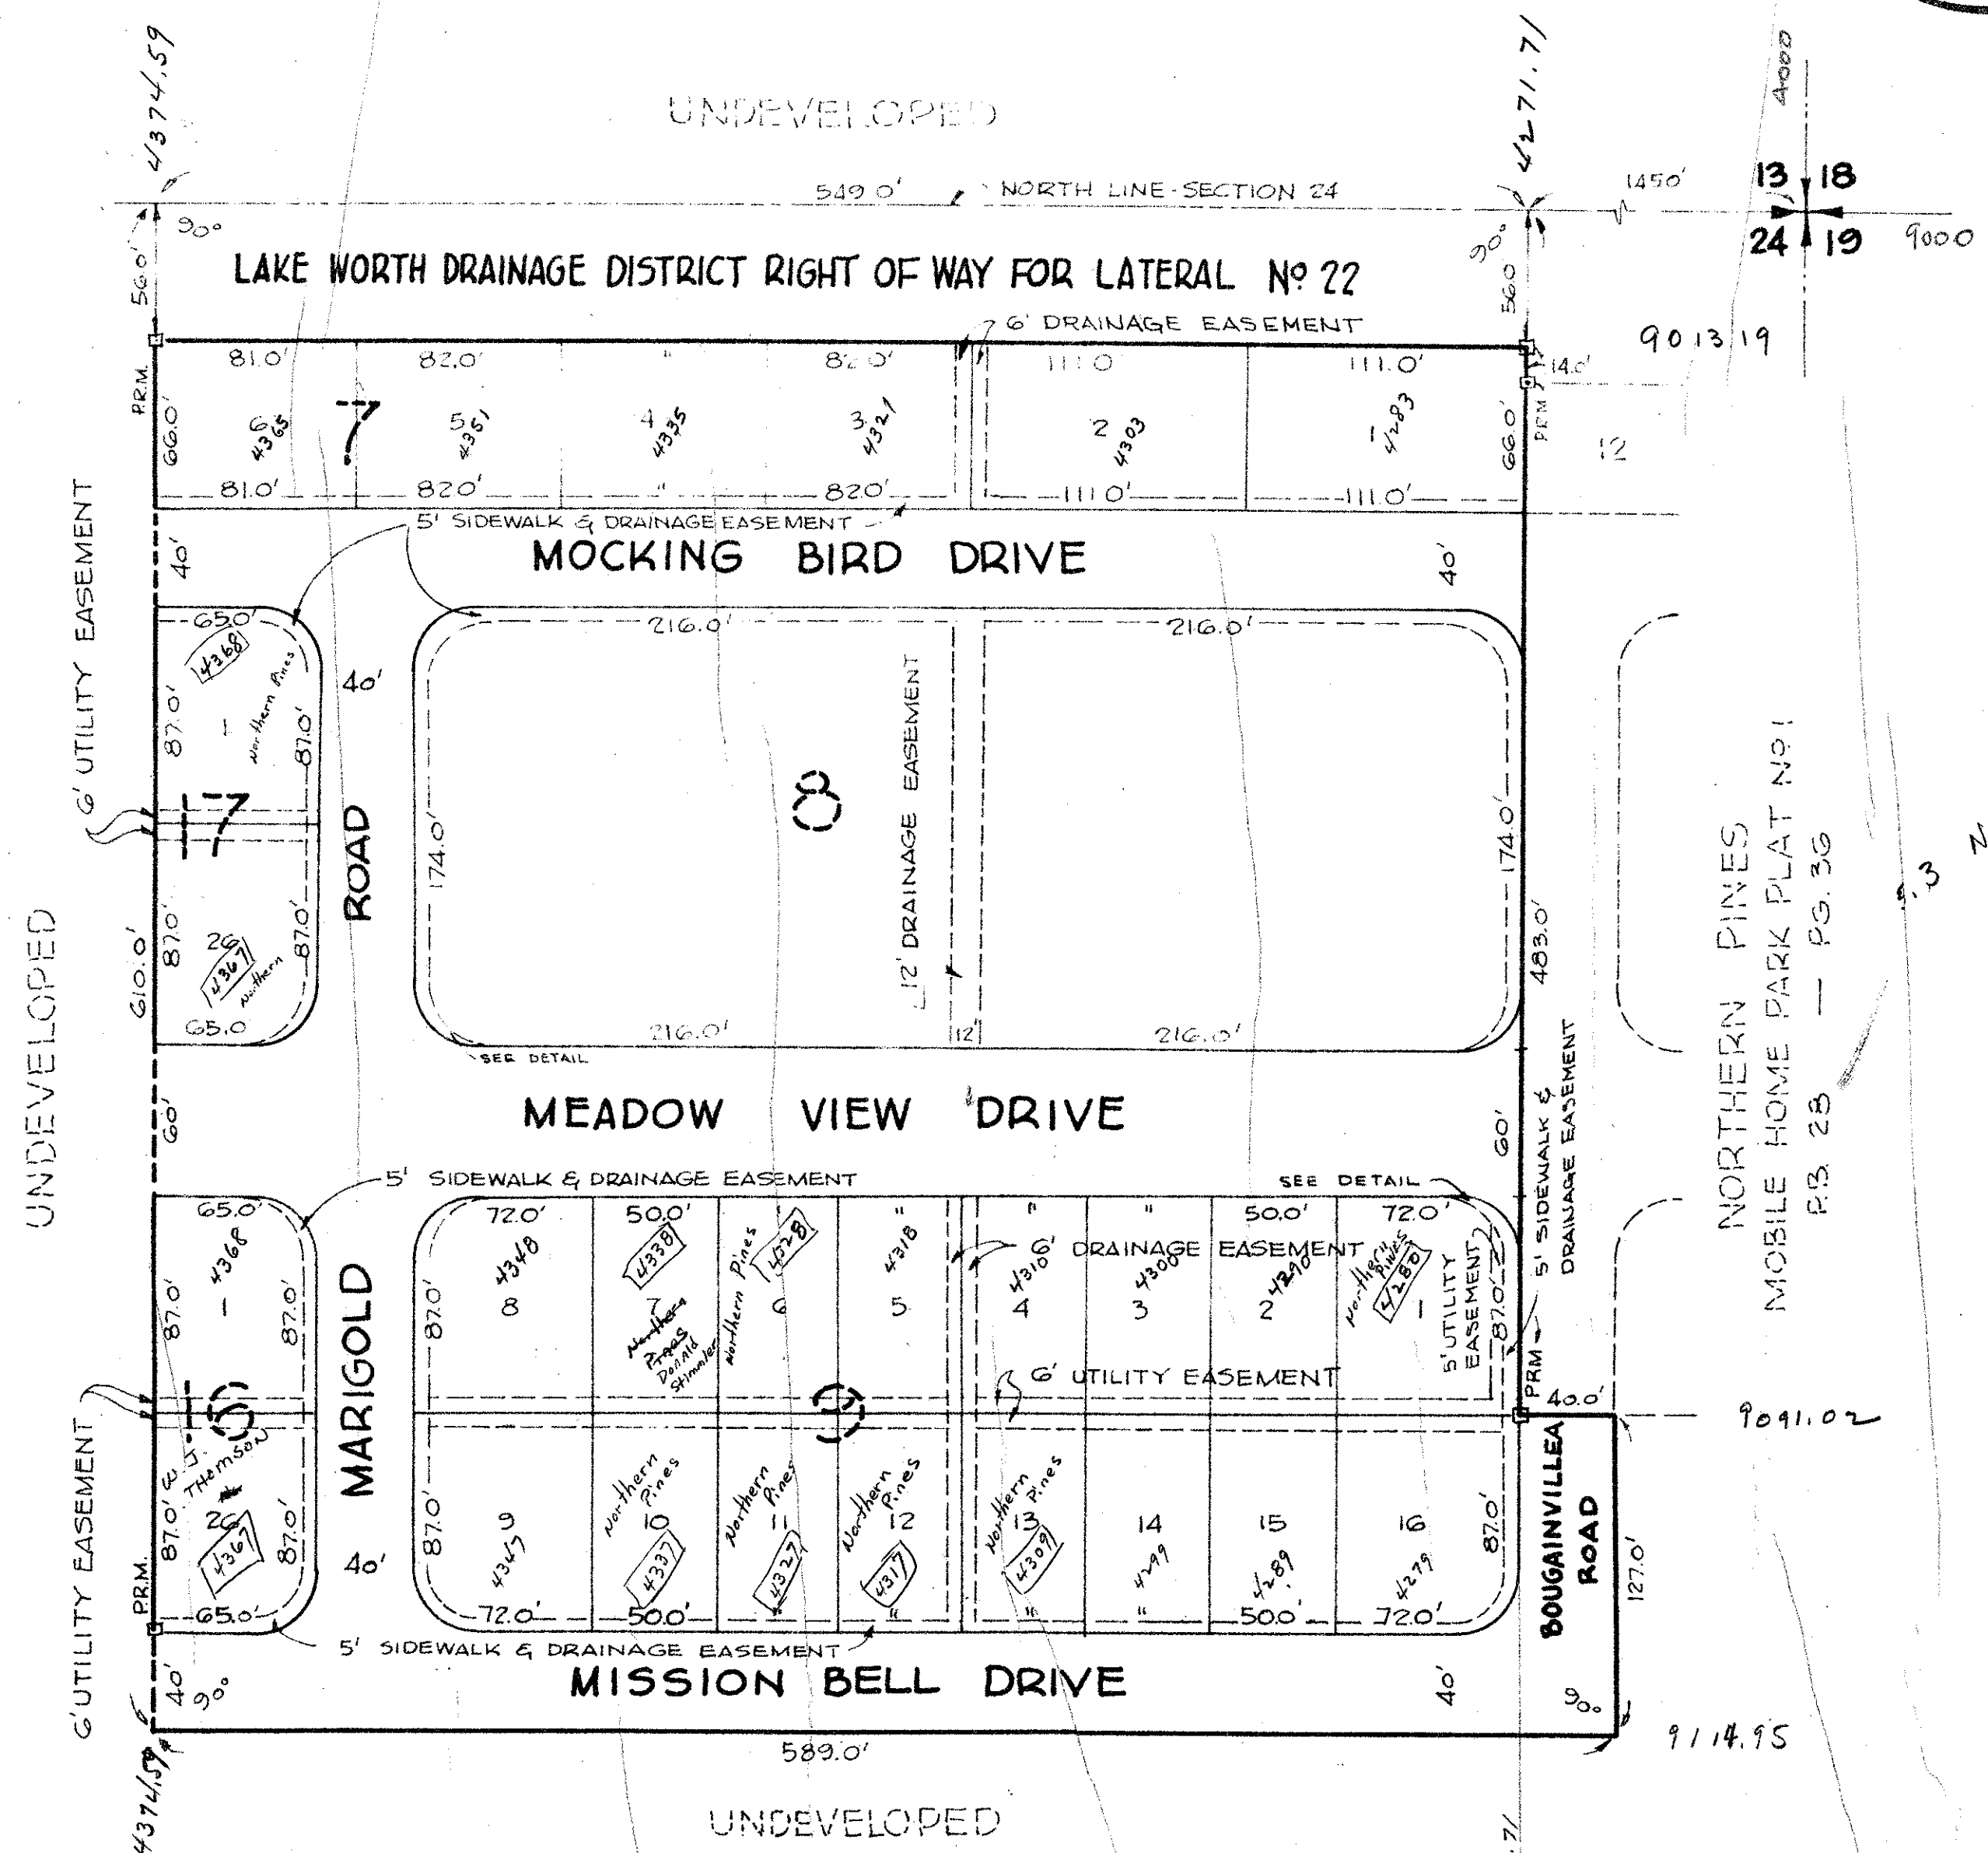 4374.59
UNDEVELOPED
4271.71
4000
549.0' NORTH LINE-SECTION 24
1450'
13 18
24 19
9000
90°
90°
56.0'
56.0
LAKE WORTH DRAINAGE DISTRICT RIGHT OF WAY FOR LATERAL Nº 22
6' DRAINAGE EASEMENT
901319
P.R.M.
81.0' 82.0' " 82.0' 111.0 111.0'
14.0'
PRM
66.0'
6 4365
7
5 4351
4 4335
3 4321
2 4303
1 4283
66.0'
12
81.0' 82.0' " 82.0' 111.0' 111.0'
5' SIDEWALK & DRAINAGE EASEMENT
6' UTILITY EASEMENT
40'
MOCKING BIRD DRIVE
40'
65.0'
216.0' 216.0'
4368
Northern Pines
1
87.0' 87.0'
40'
17
ROAD
174.0'
8
12' DRAINAGE EASEMENT
174.0'
87.0' 87.0'
26
4367
Northern
65.0
610.0'
UNDEVELOPED
483.0'
216.0' 12' 216.0'
SEE DETAIL
NORTHERN PINES
MOBILE HOME PARK PLAT NO 1
P.B. 28 — PG. 36
60'
MEADOW VIEW DRIVE
60'
5' SIDEWALK &
DRAINAGE EASEMENT
5' SIDEWALK & DRAINAGE EASEMENT
SEE DETAIL
65.0'
4368
1
87.0' 87.0'
MARIGOLD
72.0' 50.0' " " " 50.0' 72.0'
4348
4338
Northern Pines
4328
4318
4310
4300
4290
Northern Pines
4280
6' DRAINAGE EASEMENT
8 7 6 5 4 3 2 1
Northern Pines
Donald
Stimmler
87.0'
5' UTILITY
EASEMENT
87.0'
6' UTILITY EASEMENT
PRM
40.0'
9091.02
16
9
6' UTILITY EASEMENT
J.
THOMSON
87.0' 87.0'
26
4367
65.0'
P.R.M.
40'
87.0'
Northern Pines
Northern Pines
Northern Pines
Northern Pines
9 10 11 12 13 14 15 16
4347
4337
4327
4317
4309
4299
4289
4279
87.0'
72.0' 50.0' " " " " 50.0' 72.0'
BOUGAINVILLEA
ROAD
127.0'
5' SIDEWALK & DRAINAGE EASEMENT
40'
90°
MISSION BELL DRIVE
40'
90°
9114.95
589.0'
4374.59
UNDEVELOPED
.71